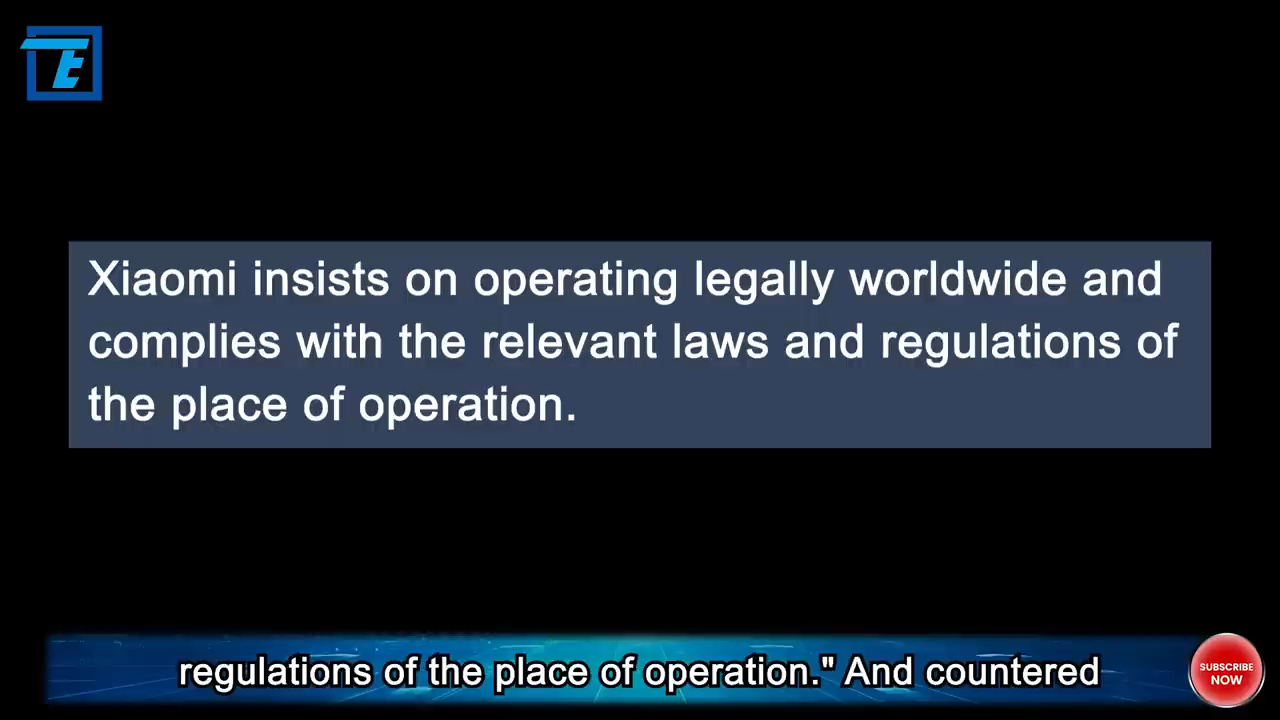 TE
Xiaomi insists on operating legally worldwide and
complies with the relevant laws and regulations of
the place of operation.
regulations of the place of operation." And countered
SUBSCRIBE
NOW